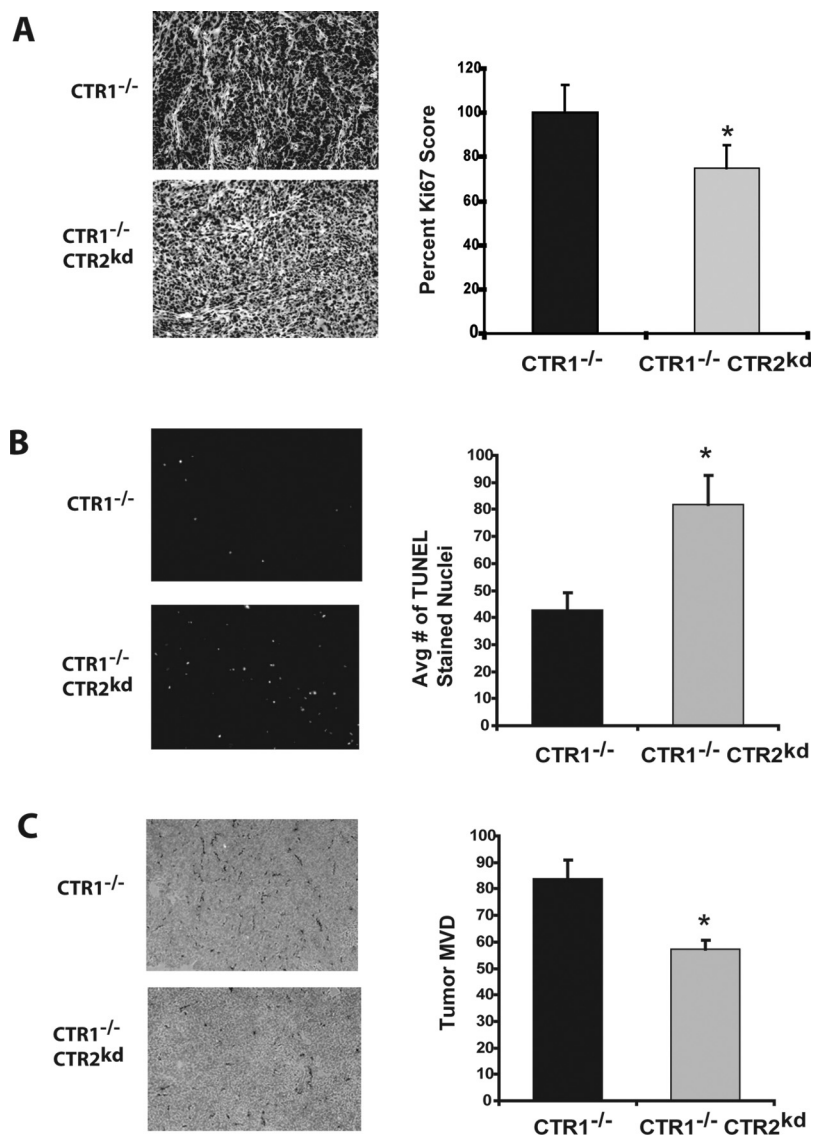 A
CTR1-/-
CTR1-/-
CTR2kd
Percent Ki67 Score
120
100
80
60
40
20
0
*
CTR1-/-
CTR1-/- CTR2kd
B
CTR1-/-
CTR1-/-
CTR2kd
Avg # of TUNEL
Stained Nuclei
100
90
80
70
60
50
40
30
20
10
0
*
CTR1-/-
CTR1-/- CTR2kd
C
CTR1-/-
CTR1-/-
CTR2kd
Tumor MVD
100
90
80
70
60
50
40
30
20
10
0
*
CTR1-/-
CTR1-/- CTR2kd